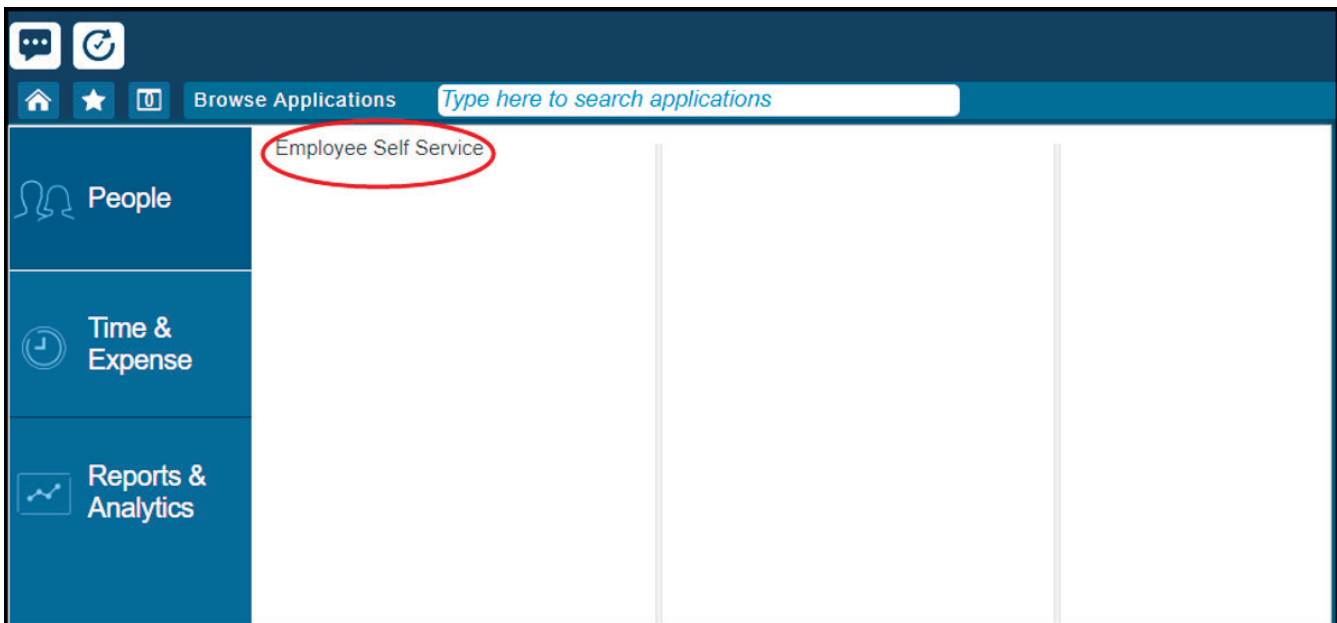 Browse Applications
Type here to search applications
Employee Self Service
People
Time &
Expense
Reports &
Analytics